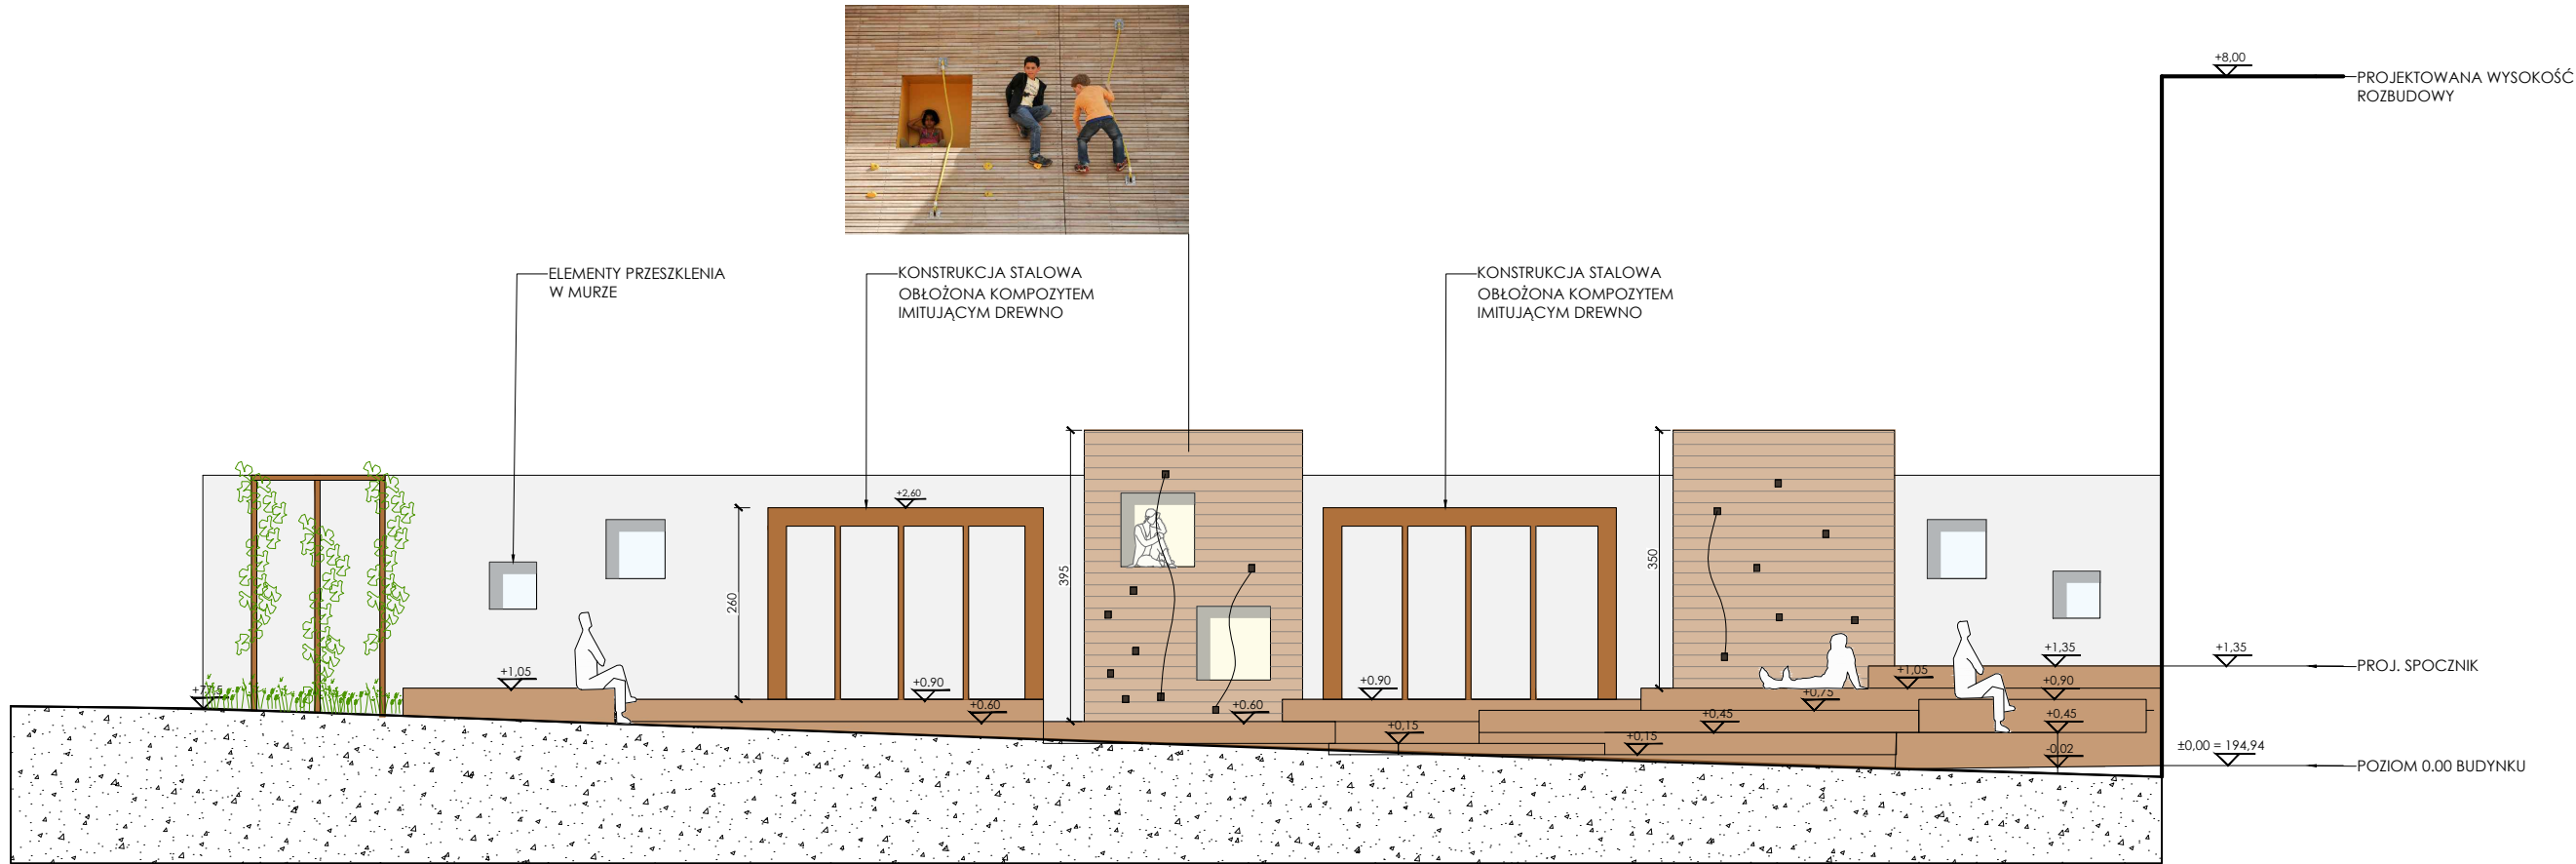 +8,00
PROJEKTOWANA WYSOKOŚĆ
ROZBUDOWY
ELEMENTY PRZESZKLENIA
W MURZE
KONSTRUKCJA STALOWA
OBŁOŻONA KOMPOZYTEM
IMITUJĄCYM DREWNO
KONSTRUKCJA STALOWA
OBŁOŻONA KOMPOZYTEM
IMITUJĄCYM DREWNO
+2,60
260
395
350
+1,05
+0.90
+0.60
+0.60
+0.90
+0,15
+0,15
+0,45
+0,75
+1,05
+1,35
+0,90
+0,45
-0,02
+1,35
PROJ. SPOCZNIK
±0,00 = 194,94
POZIOM 0.00 BUDYNKU